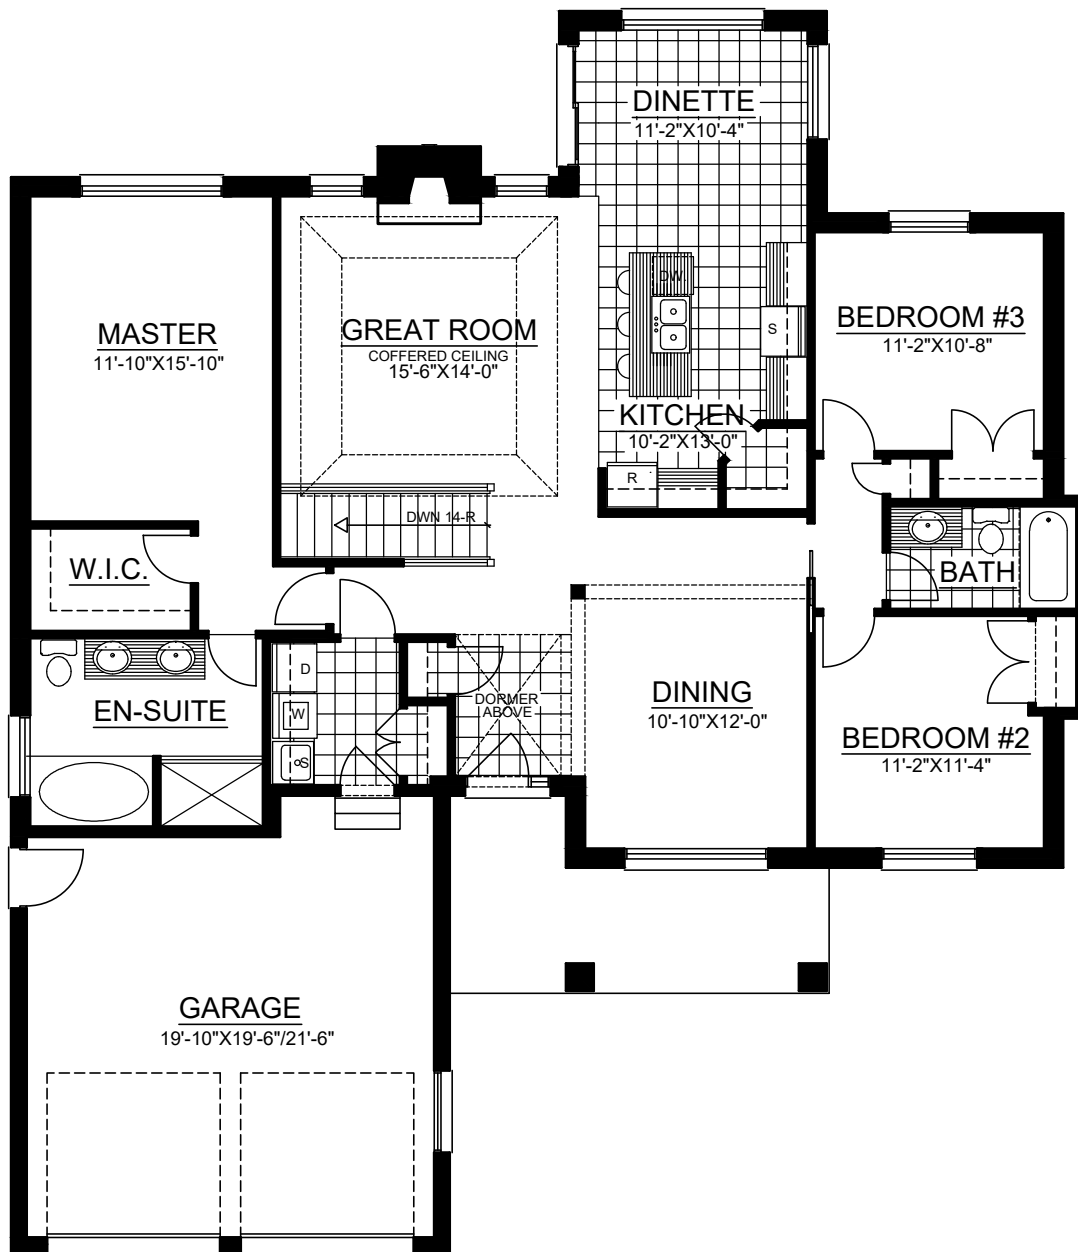 DINETTE
11'-2"X10'-4"
DW
S
MASTER
11'-10"X15'-10"
GREAT ROOM
COFFERED CEILING
15'-6"X14'-0"
BEDROOM #3
11'-2"X10'-8"
KITCHEN
10'-2"X13'-0"
R
DWN 14-R
W.I.C.
BATH
D
W
S
EN-SUITE
DORMER
ABOVE
DINING
10'-10"X12'-0"
BEDROOM #2
11'-2"X11'-4"
GARAGE
19'-10"X19'-6"/21'-6"